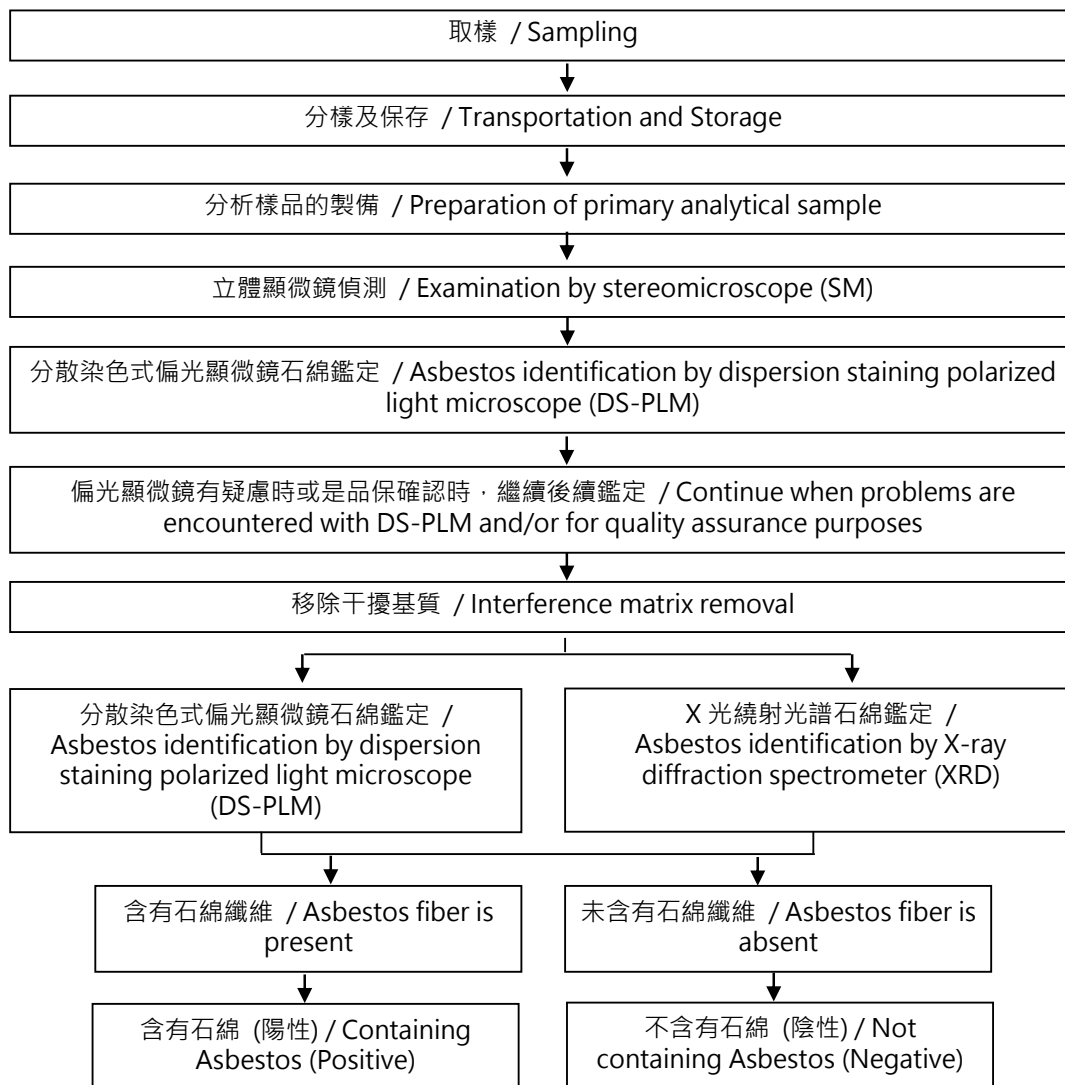 取樣 / Sampling
分樣及保存 / Transportation and Storage
分析樣品的製備 / Preparation of primary analytical sample
立體顯微鏡偵測 / Examination by stereomicroscope (SM)
分散染色式偏光顯微鏡石綿鑑定 / Asbestos identification by dispersion staining polarized
light microscope (DS-PLM)
偏光顯微鏡有疑慮時或是品保確認時，繼續後續鑑定 / Continue when problems are
encountered with DS-PLM and/or for quality assurance purposes
移除干擾基質 / Interference matrix removal
分散染色式偏光顯微鏡石綿鑑定 /
Asbestos identification by dispersion
staining polarized light microscope
(DS-PLM)
X 光繞射光譜石綿鑑定 /
Asbestos identification by X-ray
diffraction spectrometer (XRD)
含有石綿纖維 / Asbestos fiber is
present
未含有石綿纖維 / Asbestos fiber is
absent
含有石綿 (陽性) / Containing
Asbestos (Positive)
不含有石綿 (陰性) / Not
containing Asbestos (Negative)